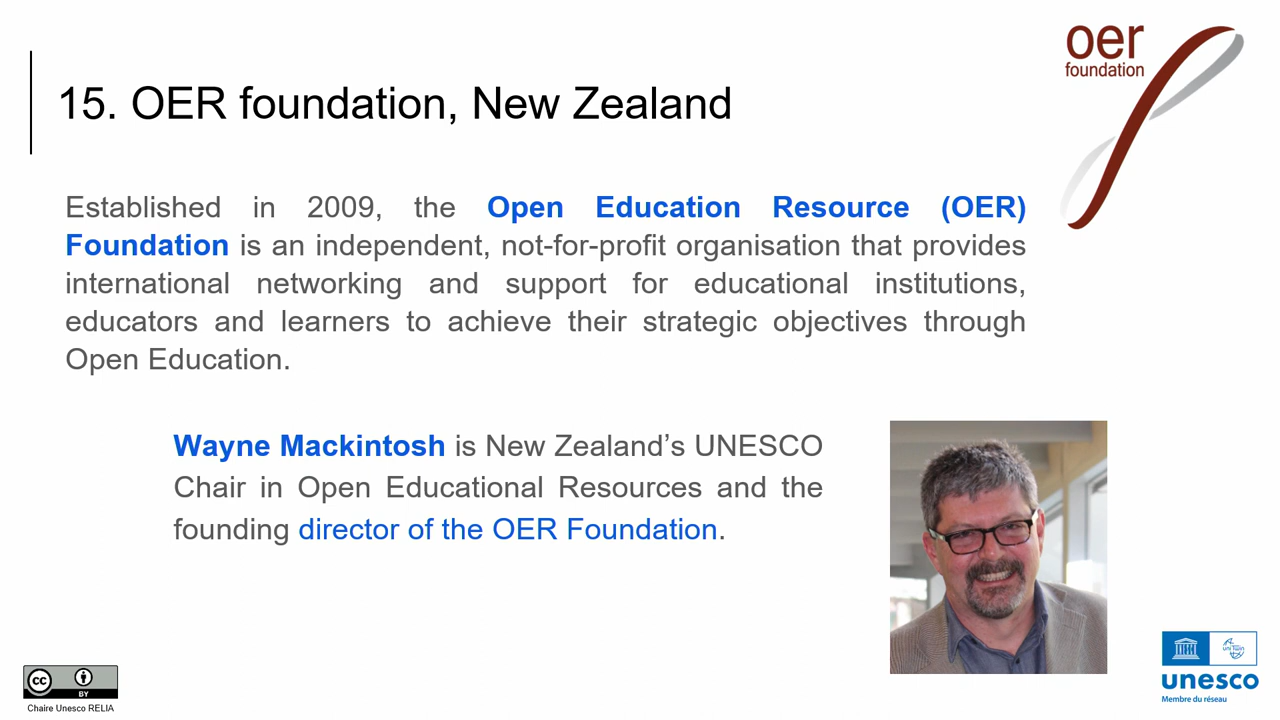 oer
foundation
15. OER foundation, New Zealand
Established in 2009, the Open Education Resource (OER)
Foundation is an independent, not-for-profit organisation that provides
international networking and support for educational institutions,
educators and learners to achieve their strategic objectives through
Open Education.
Wayne Mackintosh is New Zealand’s UNESCO
Chair in Open Educational Resources and the
founding director of the OER Foundation.
cc
BY
Chaire Unesco RELIA
uni Twin
unesco
Membre du réseau